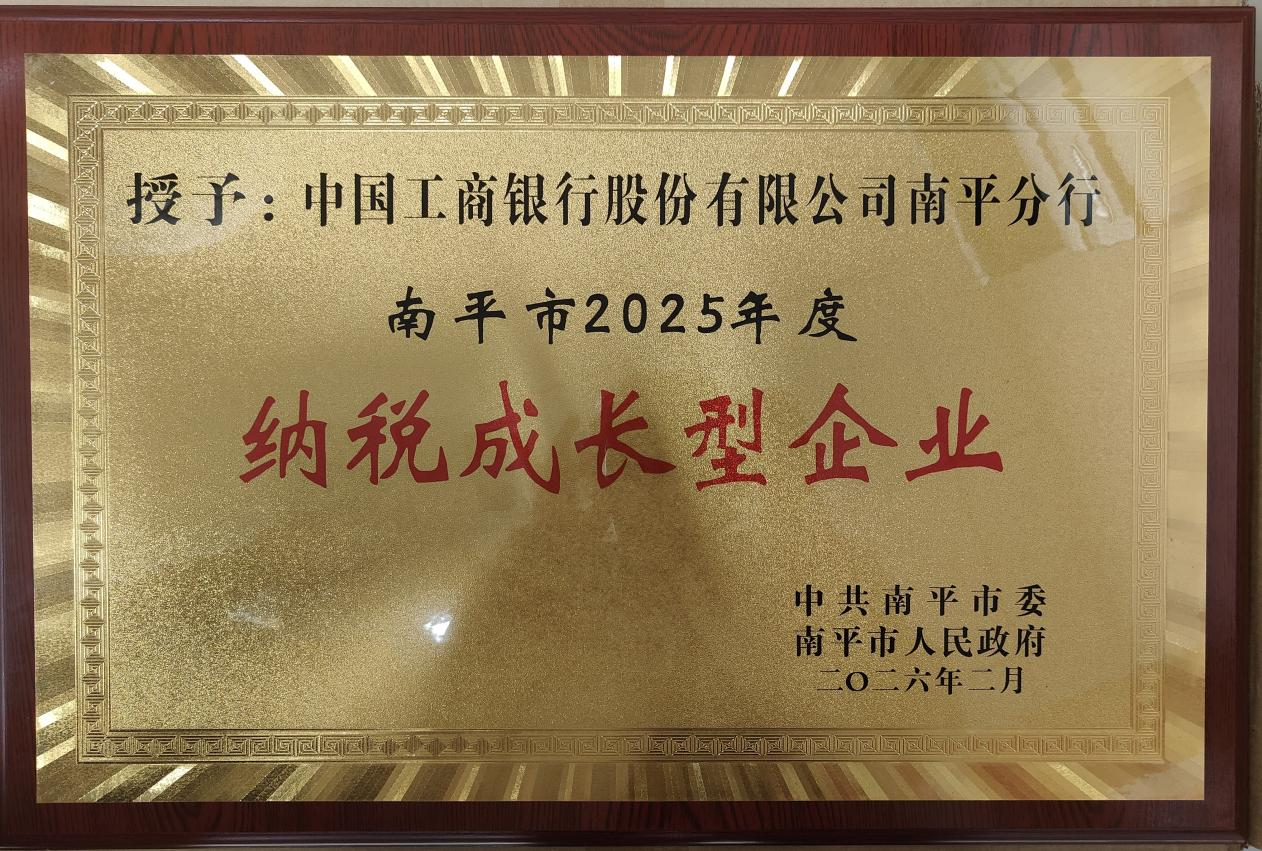 授予：中国工商银行股份有限公司南平分行
南平市2025年度
纳税成长型企业
中共南平市委
南平市人民政府
二〇二六年二月